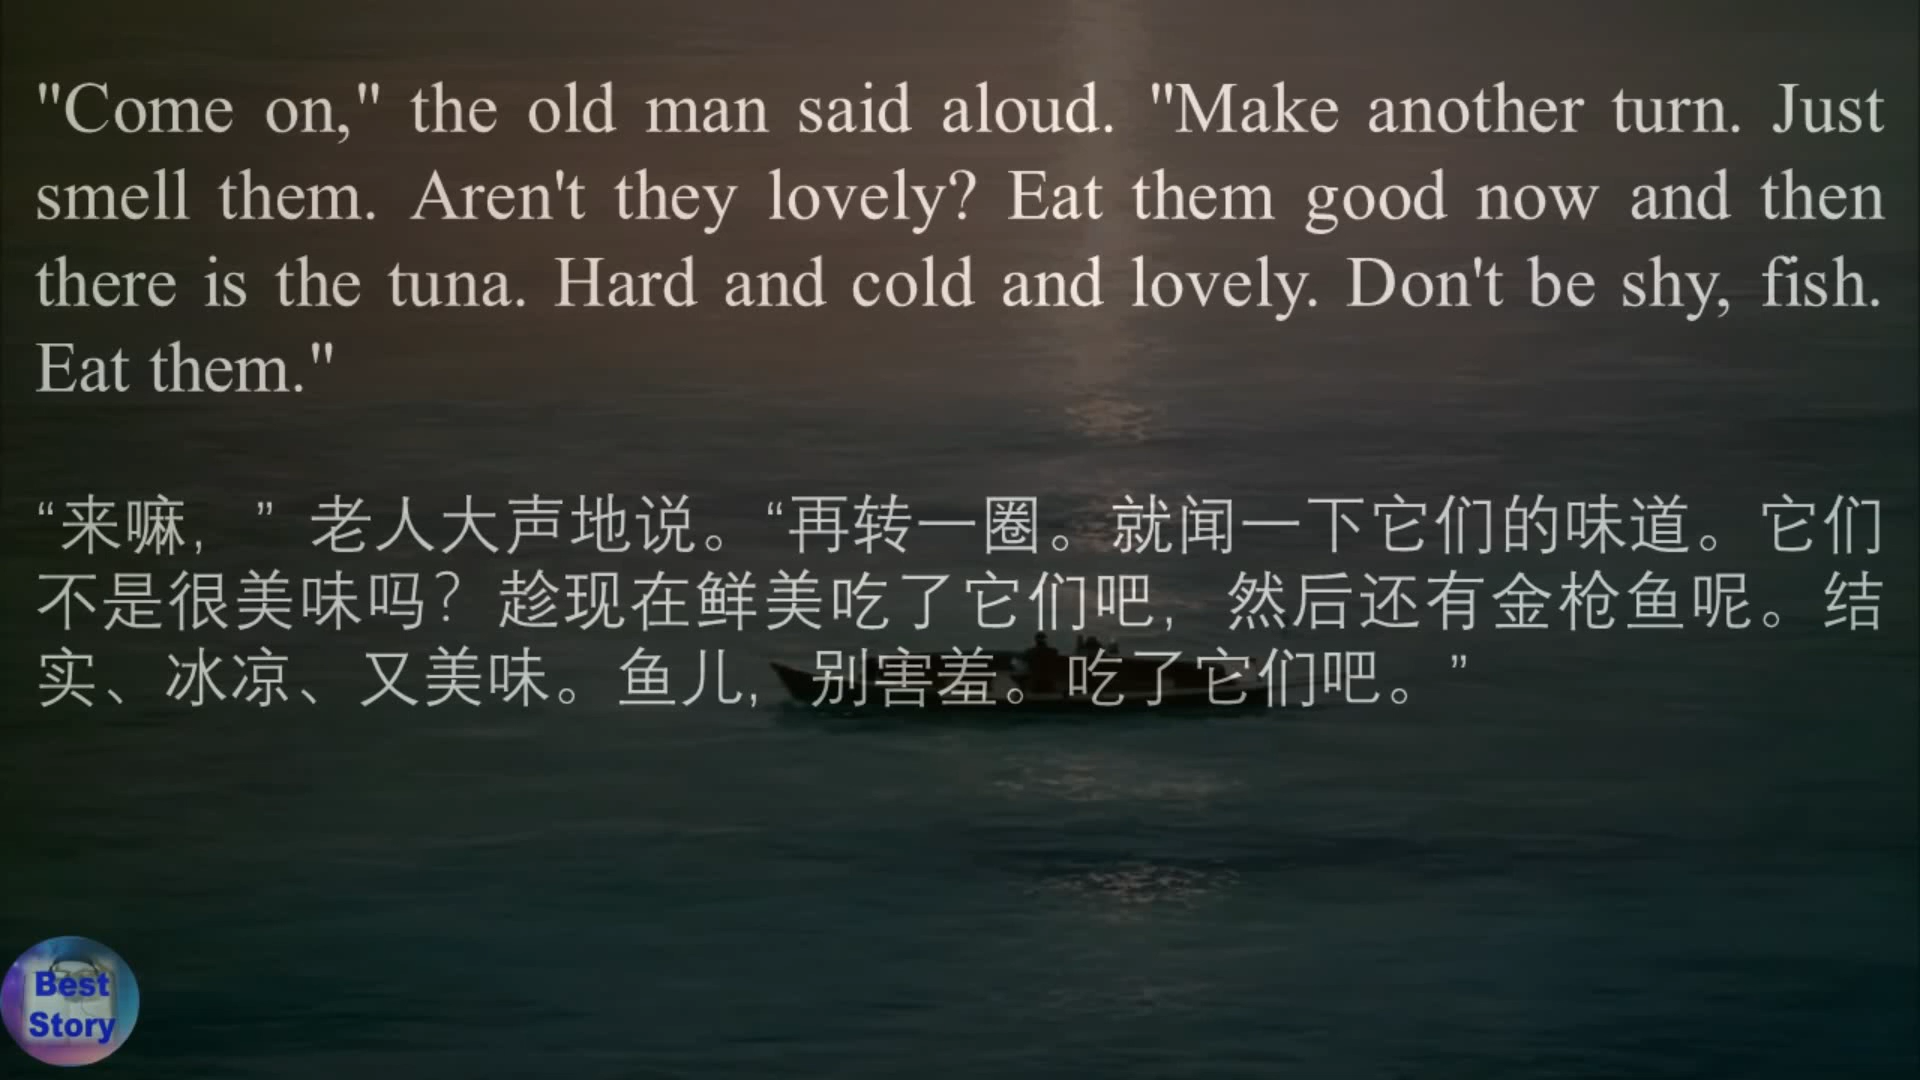 "Come on," the old man said aloud. "Make another turn. Just
smell them. Aren't they lovely? Eat them good now and then
there is the tuna. Hard and cold and lovely. Don't be shy, fish.
Eat them."
“来嘛，”老人大声地说。“再转一圈。就闻一下它们的味道。它们
不是很美味吗？趁现在鲜美吃了它们吧，然后还有金枪鱼呢。结
实、冰凉、又美味。鱼儿，别害羞。吃了它们吧。”
Best
Story